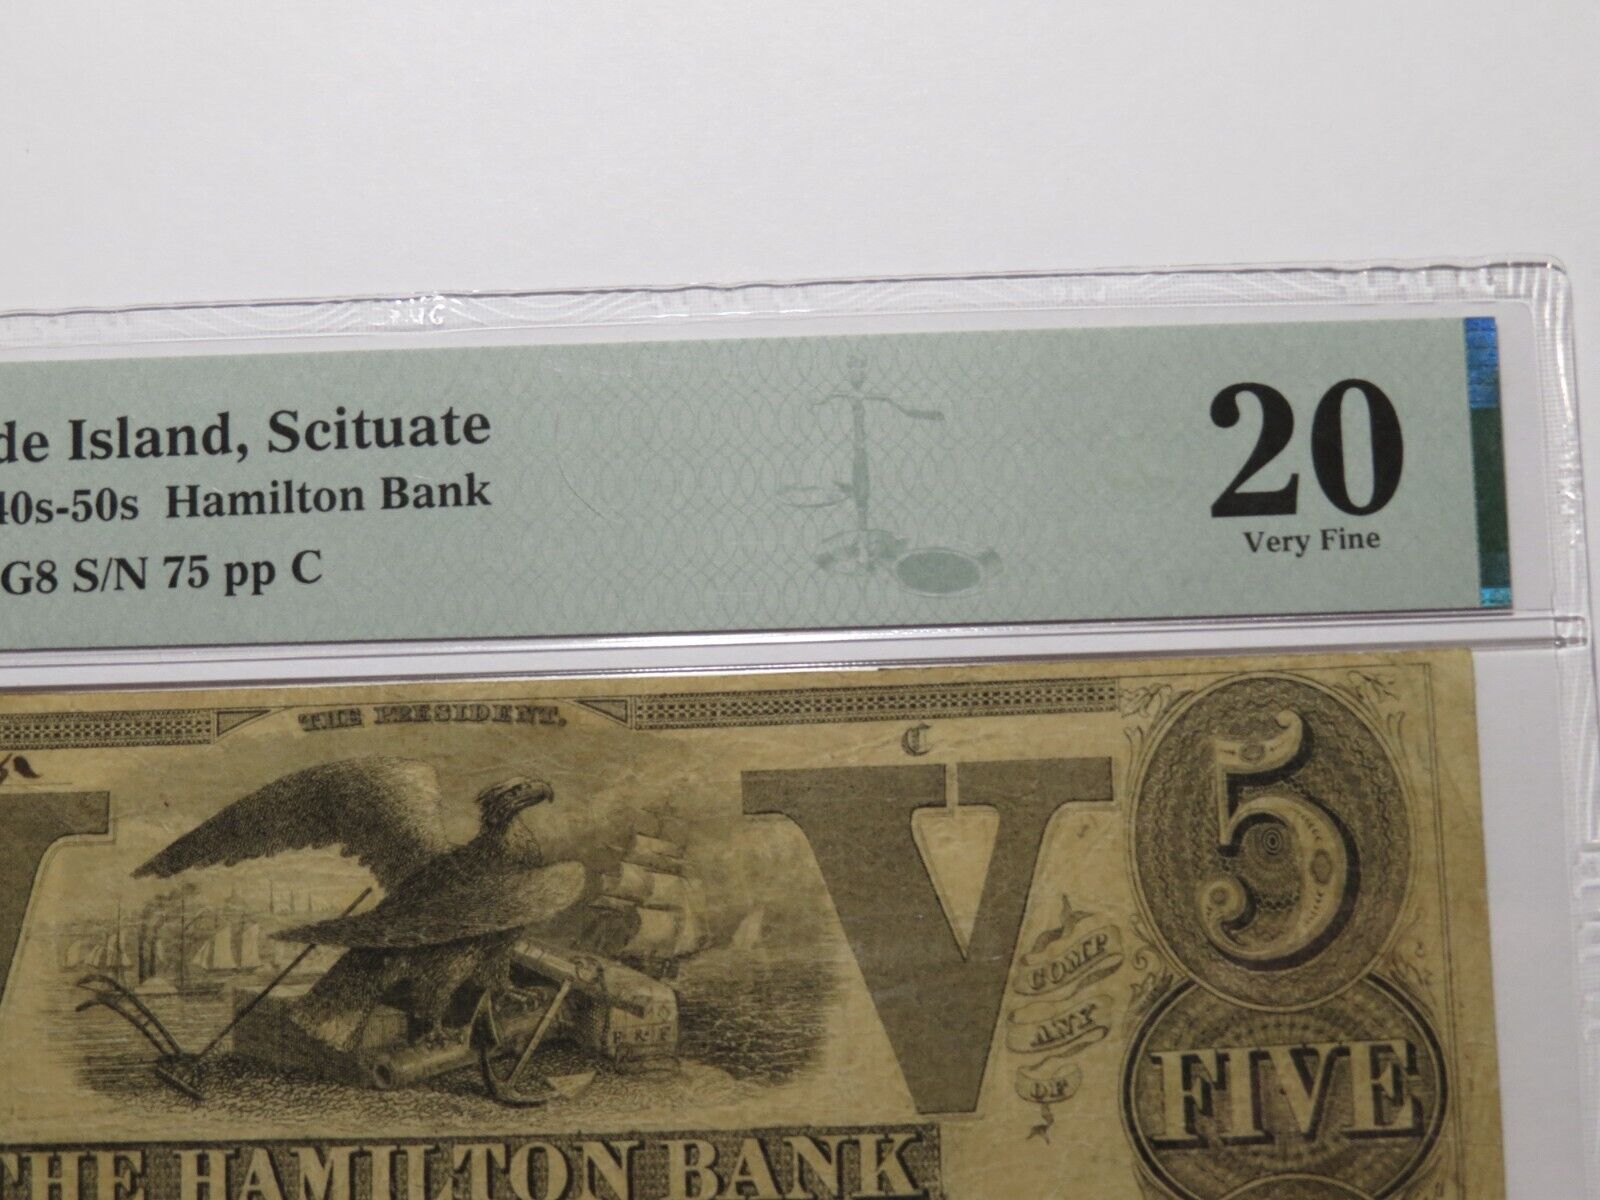 de Island, Scituate
40s-50s Hamilton Bank
G8 S/N 75 pp C
20
Very Fine
THE PRESIDENT,
C
V
V
5
COMP
ANY
OF
FIVE
THE HAMILTON BANK